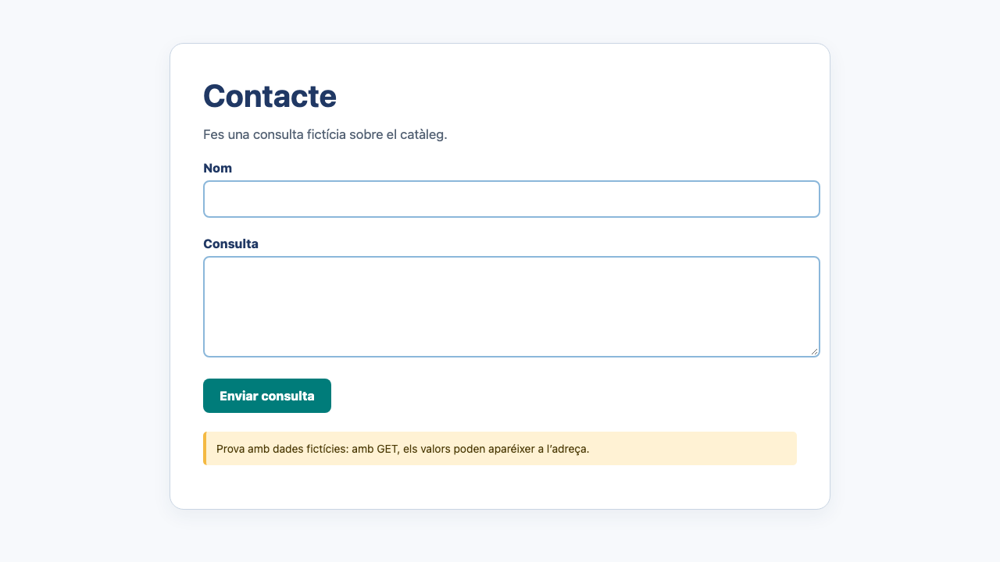 Contacte
Fes una consulta fictícia sobre el catàleg.
Nom
Consulta
Enviar consulta
Prova amb dades fictícies: amb GET, els valors poden aparéixer a l’adreça.